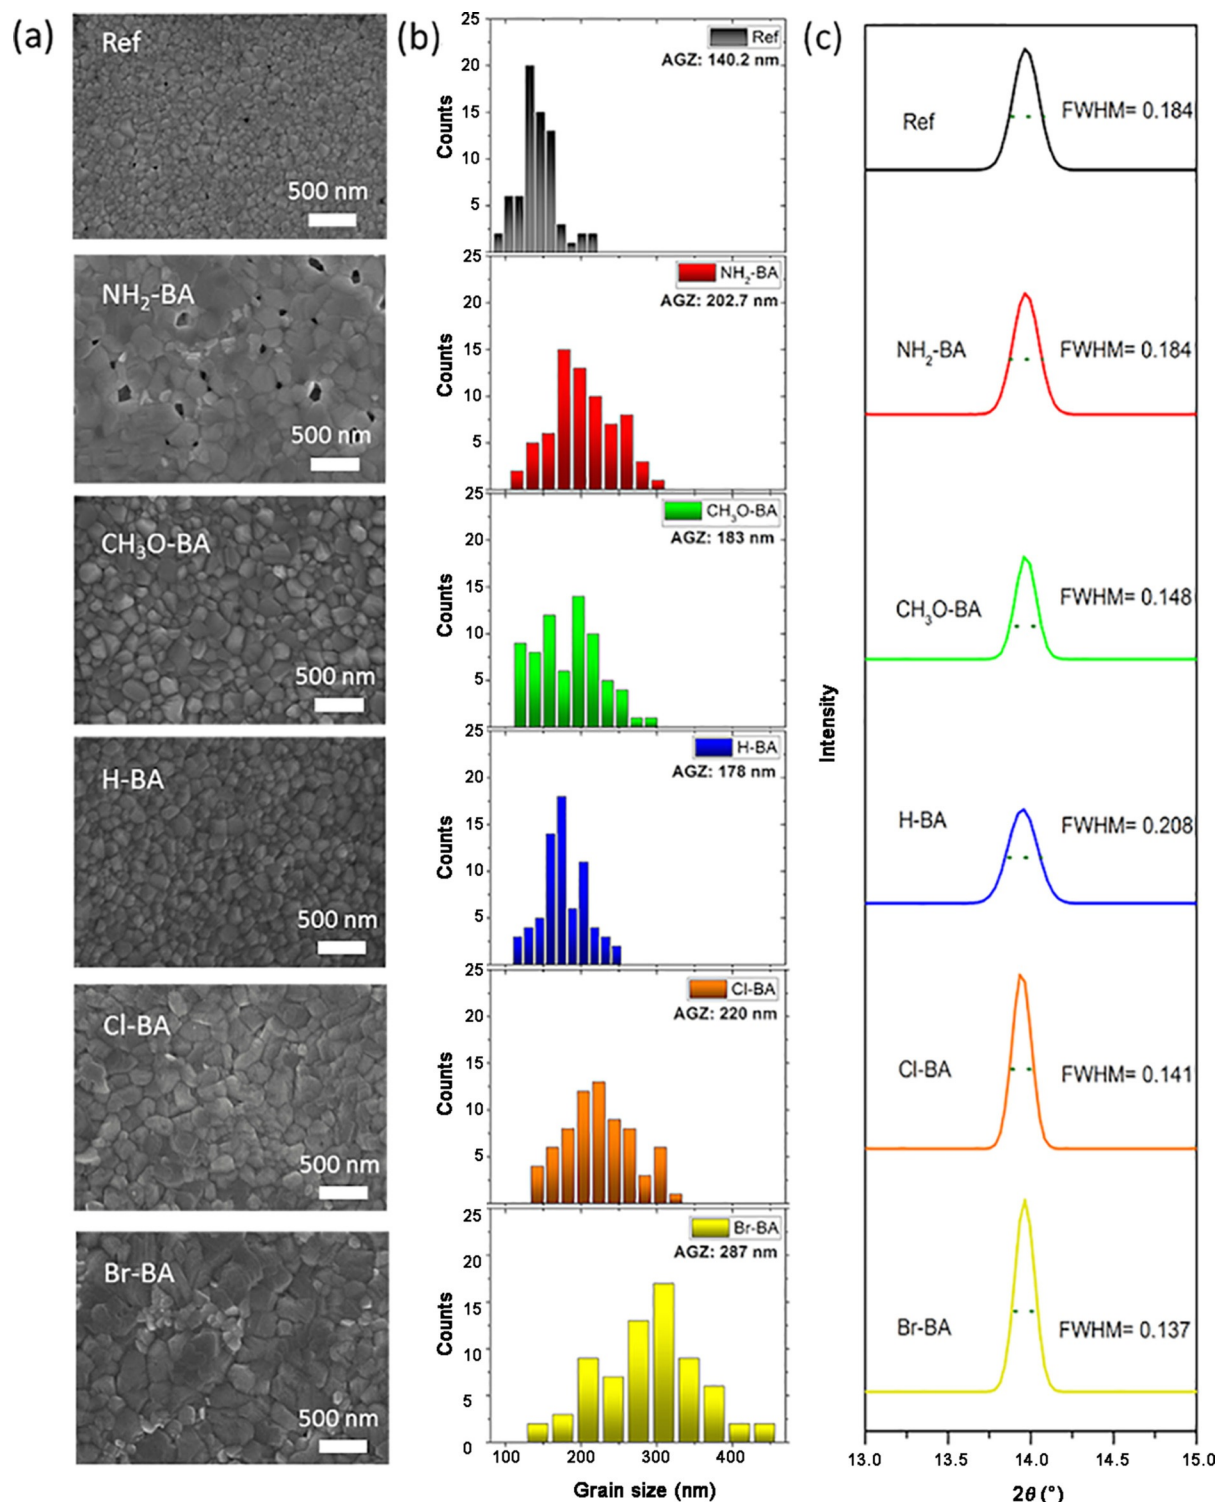 (a)
Ref
500 nm
NH₂-BA
500 nm
CH₃O-BA
500 nm
H-BA
500 nm
Cl-BA
500 nm
Br-BA
500 nm
(b)
Ref
AGZ: 140.2 nm
25
20
15
10
5
Counts
NH₂-BA
AGZ: 202.7 nm
25
20
15
10
5
Counts
CH₃O-BA
AGZ: 183 nm
25
20
15
10
5
Counts
H-BA
AGZ: 178 nm
25
20
15
10
5
Counts
Cl-BA
AGZ: 220 nm
25
20
15
10
5
Counts
Br-BA
AGZ: 287 nm
25
20
15
10
5
0
Counts
100 200 300 400
Grain size (nm)
(c)
Ref FWHM= 0.184
NH₂-BA FWHM= 0.184
CH₃O-BA FWHM= 0.148
H-BA FWHM= 0.208
Cl-BA FWHM= 0.141
Br-BA FWHM= 0.137
Intensity
13.0 13.5 14.0 14.5 15.0
2θ (°)